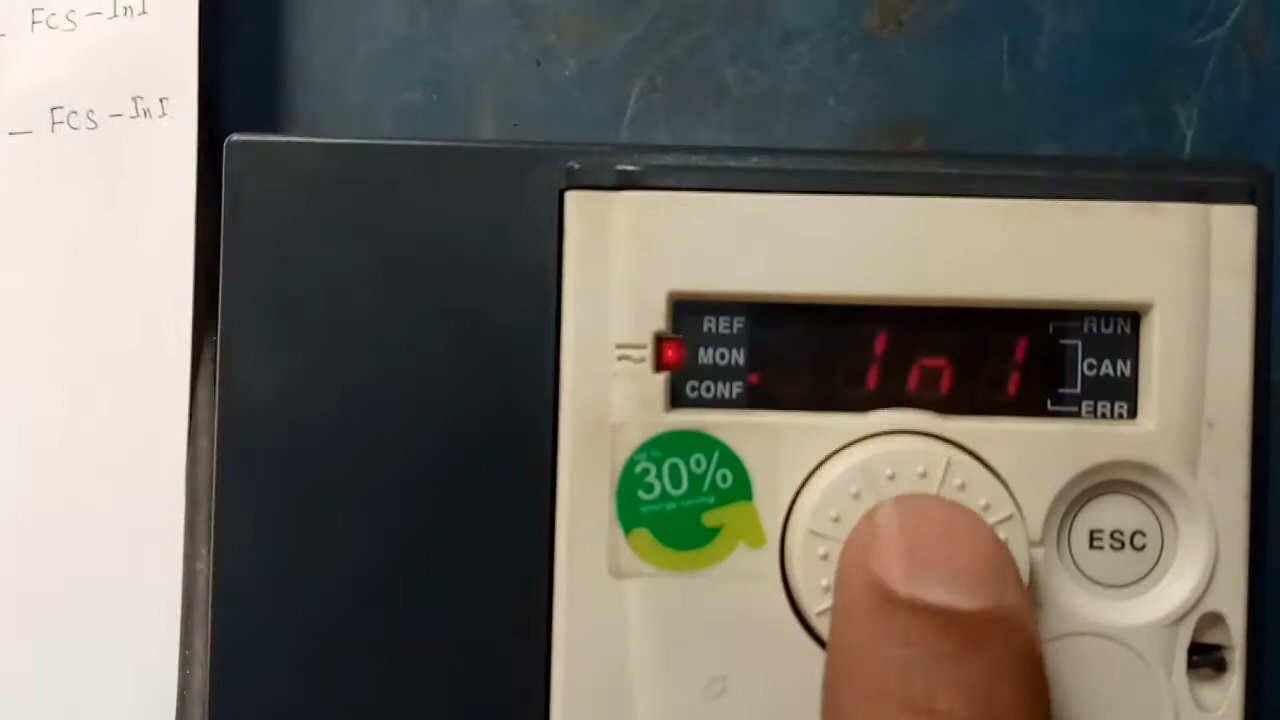 - FCS-InI
- FCS-InI
REF
MON
CONF
InI
RUN
CAN
ERR
30%
ESC